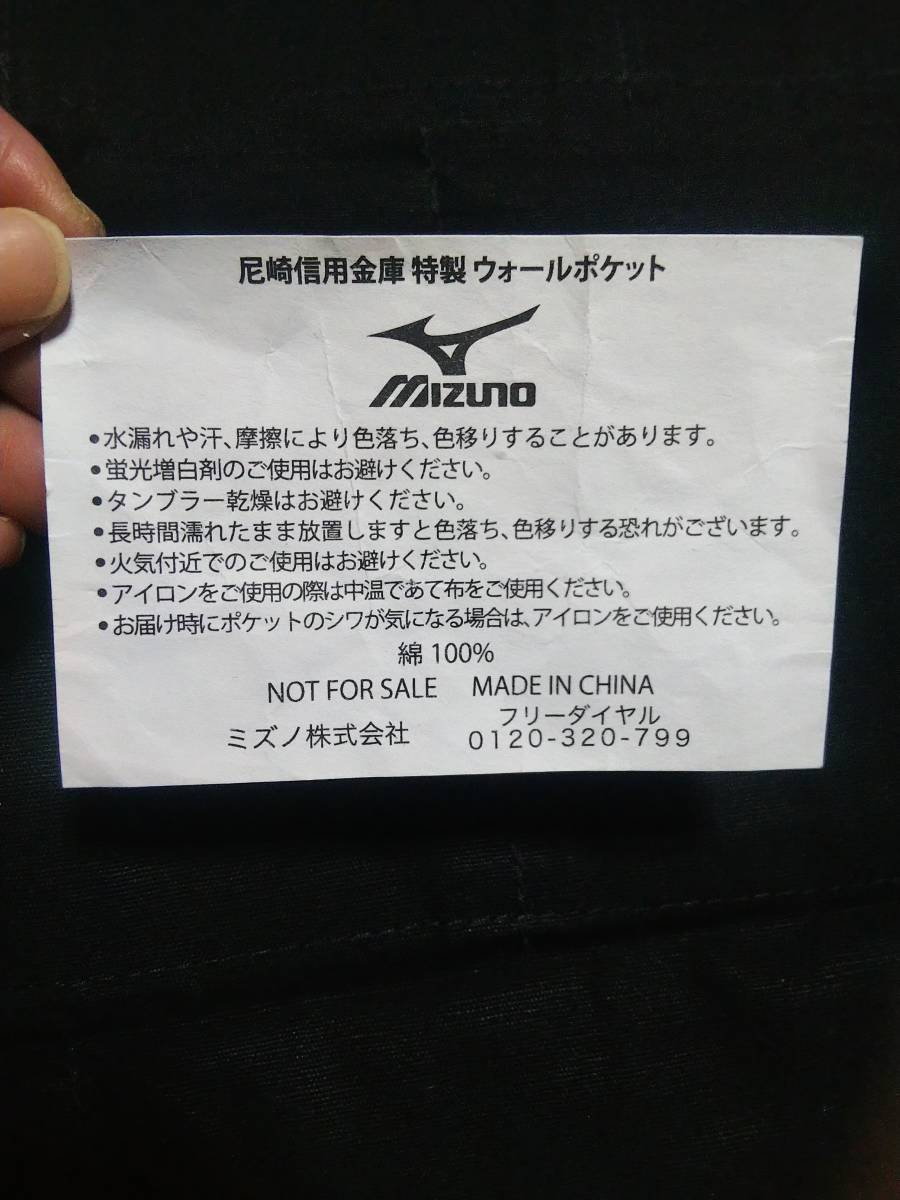 尼崎信用金庫 特製 ウォールポケット
MIZUNO
•水漏れや汗、摩擦により色落ち、色移りすることがあります。
•蛍光増白剤のご使用はお避けください。
•タンブラー乾燥はお避けください。
•長時間濡れたまま放置しますと色落ち、色移りする恐れがございます。
•火気付近でのご使用はお避けください。
•アイロンをご使用の際は中温であて布をご使用ください。
•お届け時にポケットのシワが気になる場合は、アイロンをご使用ください。
綿 100%
NOT FOR SALE MADE IN CHINA
フリーダイヤル
ミズノ株式会社 0120-320-799